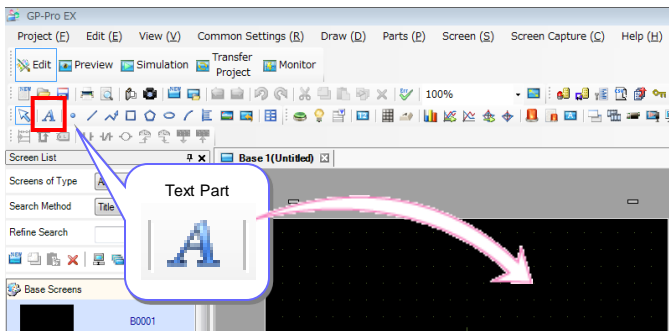 GP-Pro EX
Project (F) Edit (E) View (V) Common Settings (R) Draw (D) Parts (P) Screen (S) Screen Capture (C) Help (H)
Edit Preview Simulation Transfer Project Monitor
100%
A
Screen List Base 1(Untitled)
Screens of Type A
Search Method Title
Refine Search
Text Part
A
Base Screens
B0001